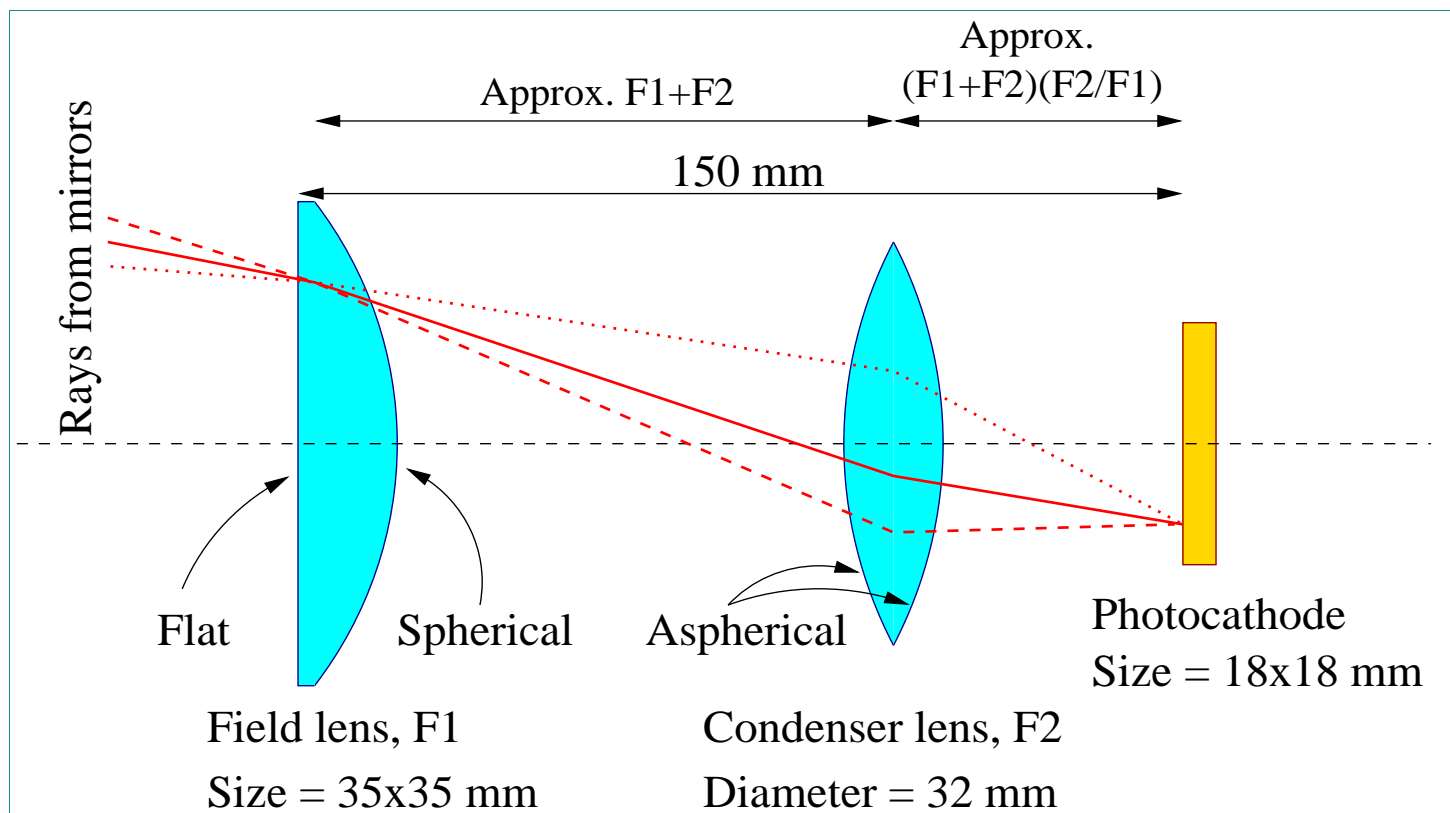 Approx.
(F1+F2)(F2/F1)
Approx. F1+F2
150 mm
Rays from mirrors
Flat
Spherical
Aspherical
Photocathode
Size = 18x18 mm
Field lens, F1
Size = 35x35 mm
Condenser lens, F2
Diameter = 32 mm